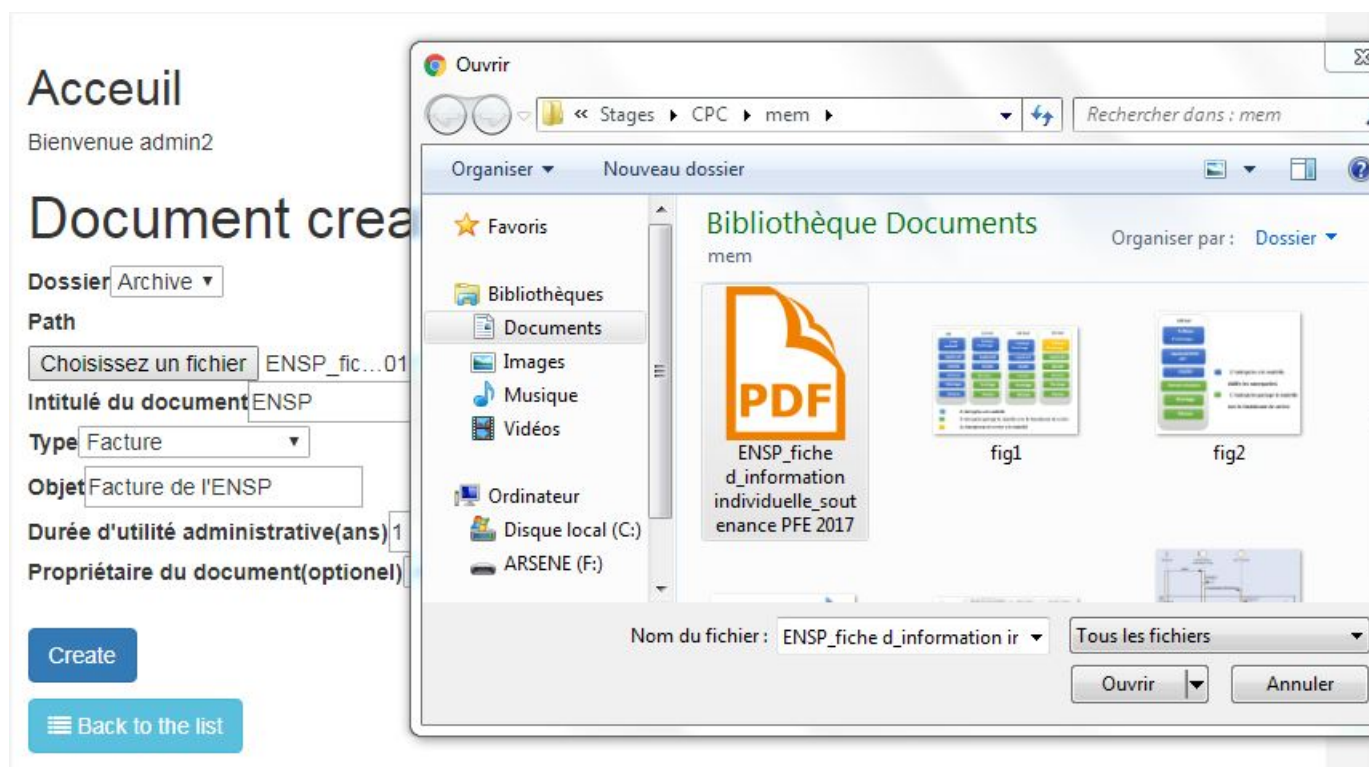 Acceuil
Bienvenue admin2
Document crea
Dossier Archive
Path
Choisissez un fichier ENSP_fic...01
Intitulé du document ENSP
Type Facture
Objet Facture de l'ENSP
Durée d'utilité administrative(ans) 1
Propriétaire du document(optionel)
Create
Back to the list
Ouvrir
« Stages CPC mem
Rechercher dans : mem
Organiser Nouveau dossier
Favoris
Bibliothèques
Documents
Images
Musique
Vidéos
Ordinateur
Disque local (C:)
ARSENE (F:)
Bibliothèque Documents
mem
Organiser par : Dossier
PDF
ENSP_fiche
d_information
individuelle_sout
enance PFE 2017
fig1
fig2
Nom du fichier : ENSP_fiche d_information ir
Tous les fichiers
Ouvrir
Annuler